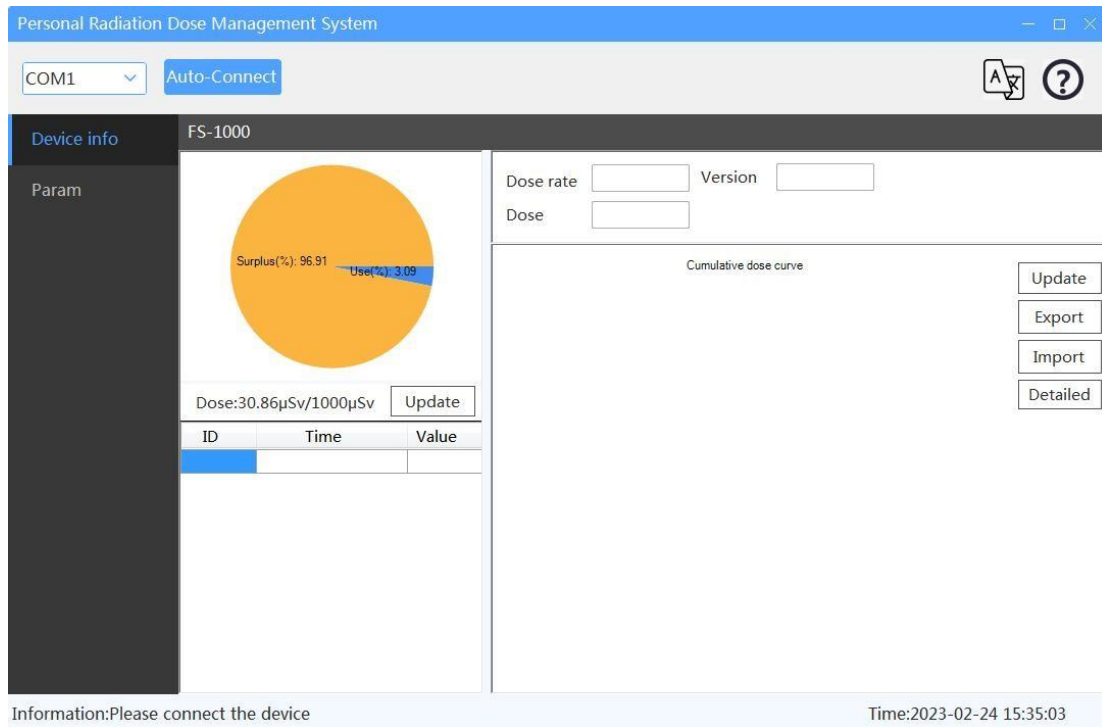 Personal Radiation Dose Management System
COM1
Auto-Connect
Device info
Param
FS-1000
Surplus(%): 96.91
Use(%): 3.09
Dose:30.86μSv/1000μSv
Update
ID Time Value
Dose rate
Version
Dose
Cumulative dose curve
Update
Export
Import
Detailed
Information:Please connect the device
Time:2023-02-24 15:35:03